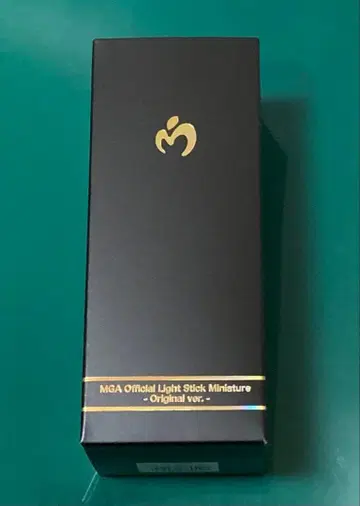 MGA Official Light Stick Miniature
- Original ver. -